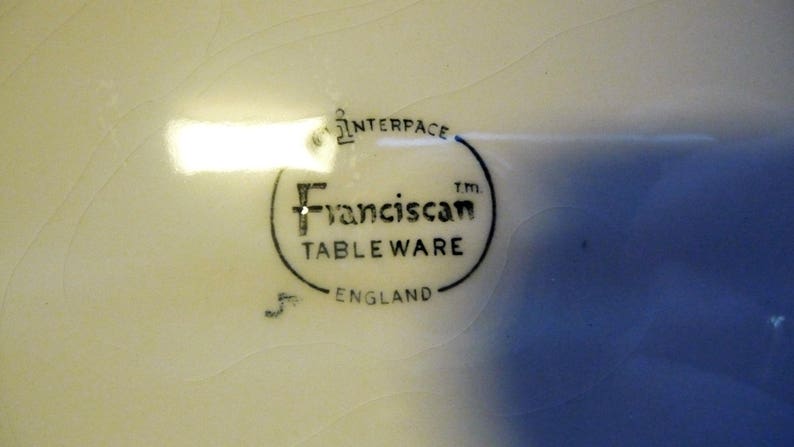 INTERPACE
Franciscan T.M.
TABLEWARE
ENGLAND